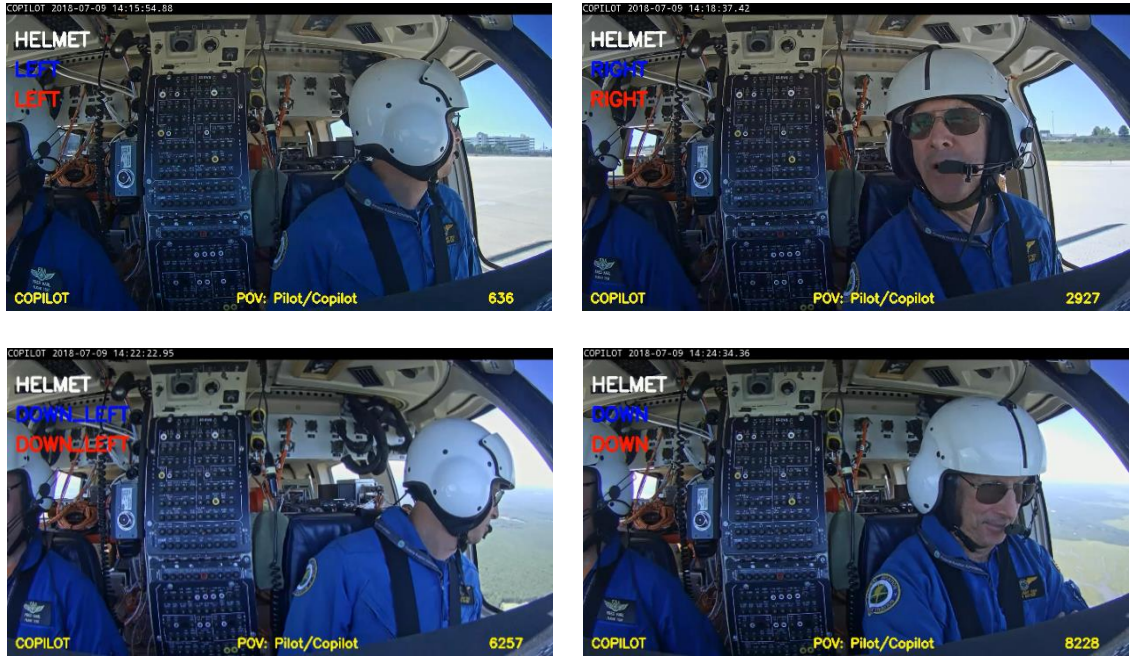 COPILOT 2018-07-09 14:15:54.88
HELMET
LEFT
LEFT
COPILOT
POV: Pilot/Copilot
636
COPILOT 2018-07-09 14:18:37.42
HELMET
RIGHT
RIGHT
COPILOT
POV: Pilot/Copilot
2927
COPILOT 2018-07-09 14:22:22.95
HELMET
DOWN_LEFT
DOWN_LEFT
COPILOT
POV: Pilot/Copilot
6257
COPILOT 2018-07-09 14:24:34.36
HELMET
DOWN
DOWN
COPILOT
POV: Pilot/Copilot
8228